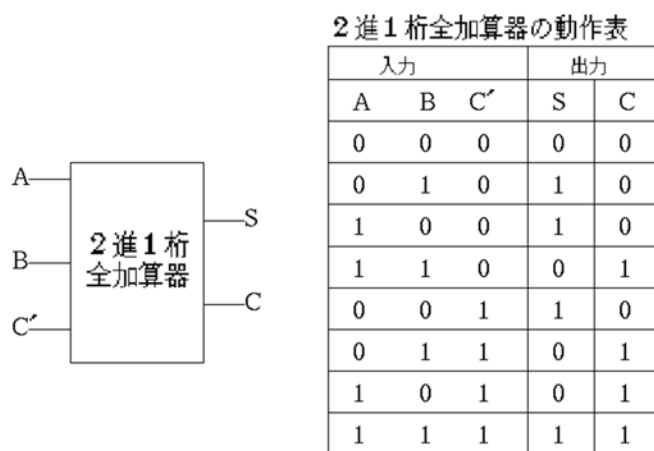 2進1桁全加算器の動作表
入力 出力
A B C´ S C
0 0 0 0 0
0 1 0 1 0
1 0 0 1 0
1 1 0 0 1
0 0 1 1 0
0 1 1 0 1
1 0 1 0 1
1 1 1 1 1
A
B
C´
2進1桁
全加算器
S
C